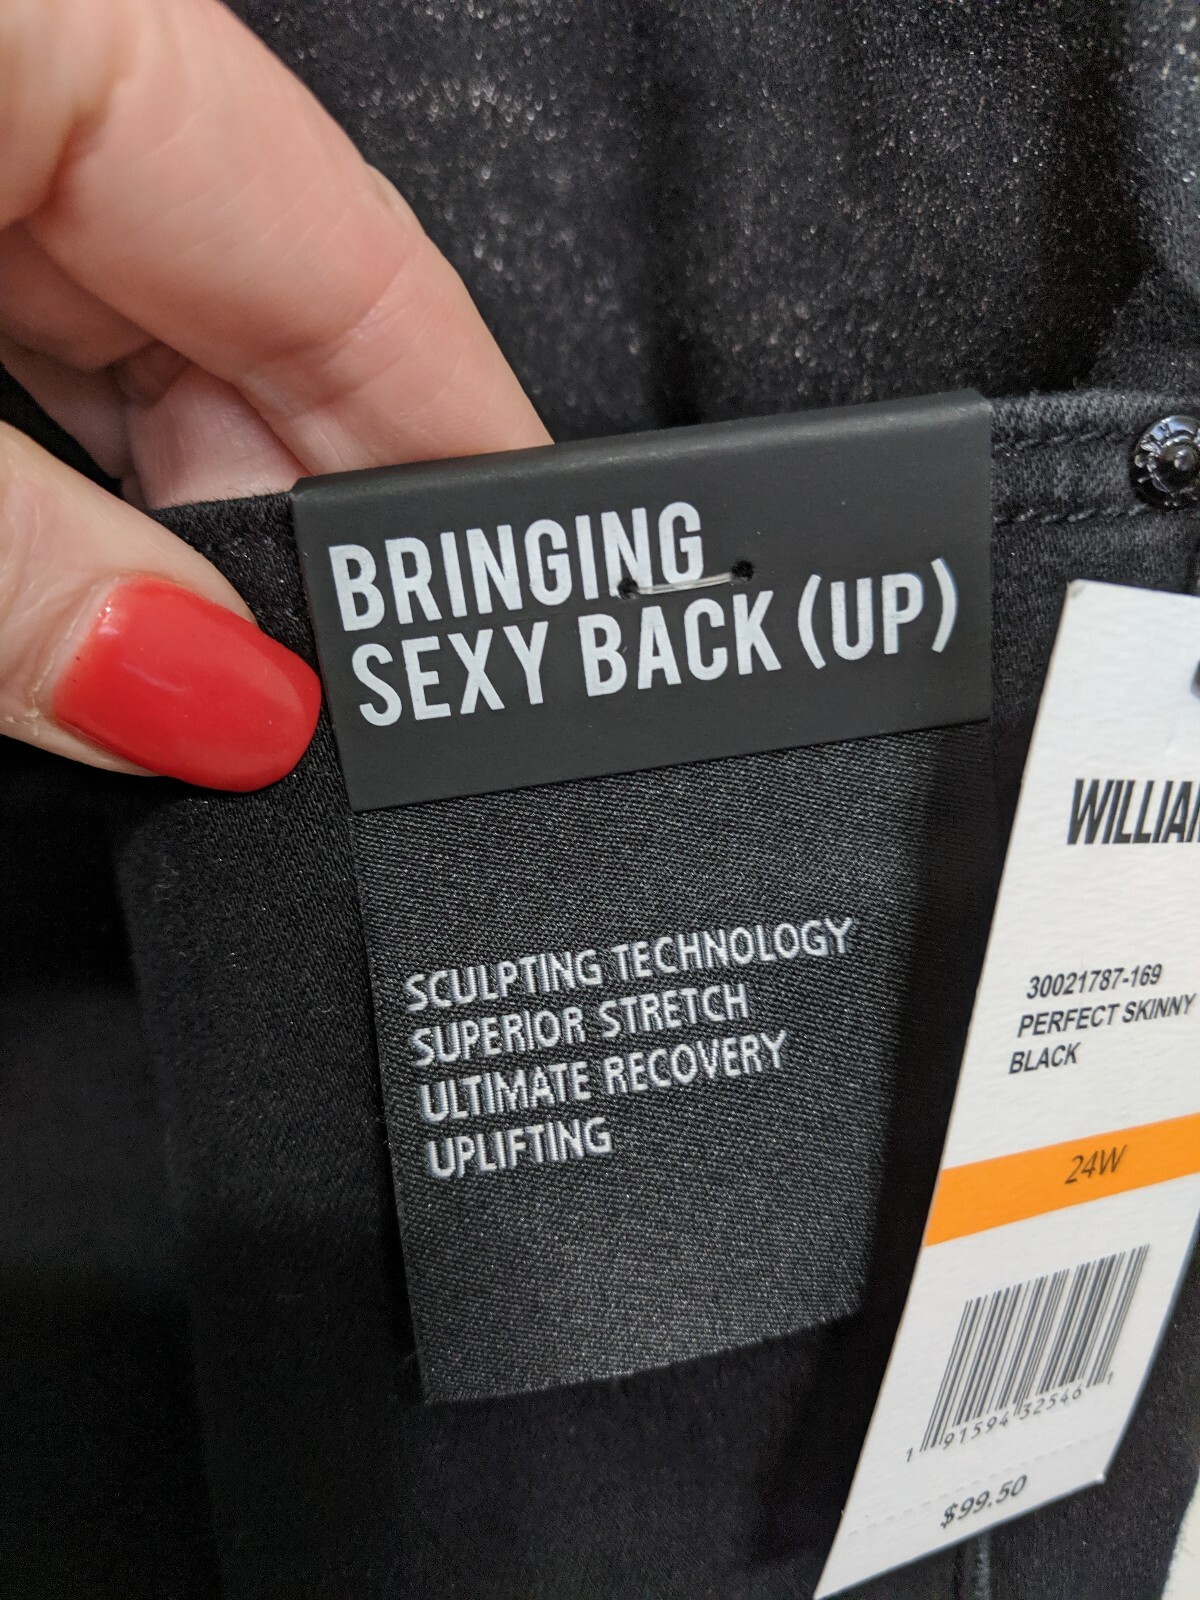 BRINGING
SEXY BACK (UP)
SCULPTING TECHNOLOGY
SUPERIOR STRETCH
ULTIMATE RECOVERY
UPLIFTING
30021787-169
PERFECT SKINNY
BLACK
24W
1 91594 32546 1
$99.50